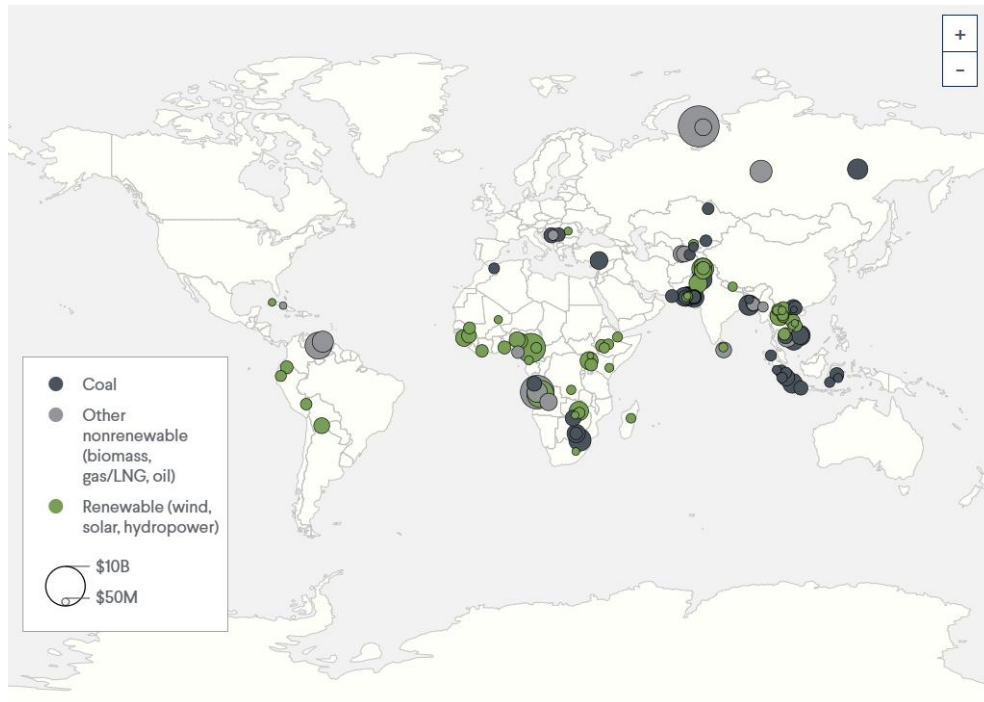 +
−
Coal
Other
nonrenewable
(biomass,
gas/LNG, oil)
Renewable (wind,
solar, hydropower)
$10B
$50M